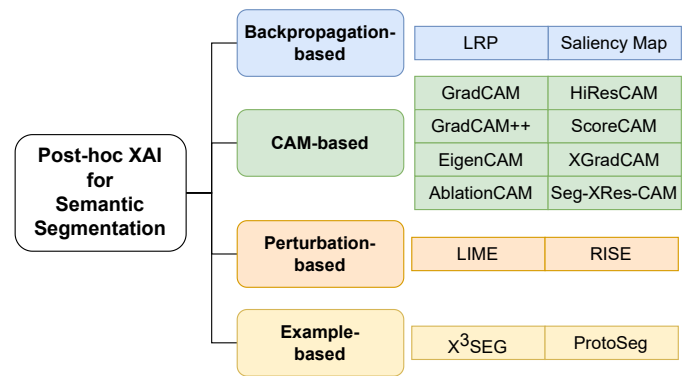 Post-hoc XAI
for
Semantic
Segmentation
Backpropagation-
based
LRP
Saliency Map
CAM-based
GradCAM
HiResCAM
GradCAM++
ScoreCAM
EigenCAM
XGradCAM
AblationCAM
Seg-XRes-CAM
Perturbation-
based
LIME
RISE
Example-
based
X³SEG
ProtoSeg